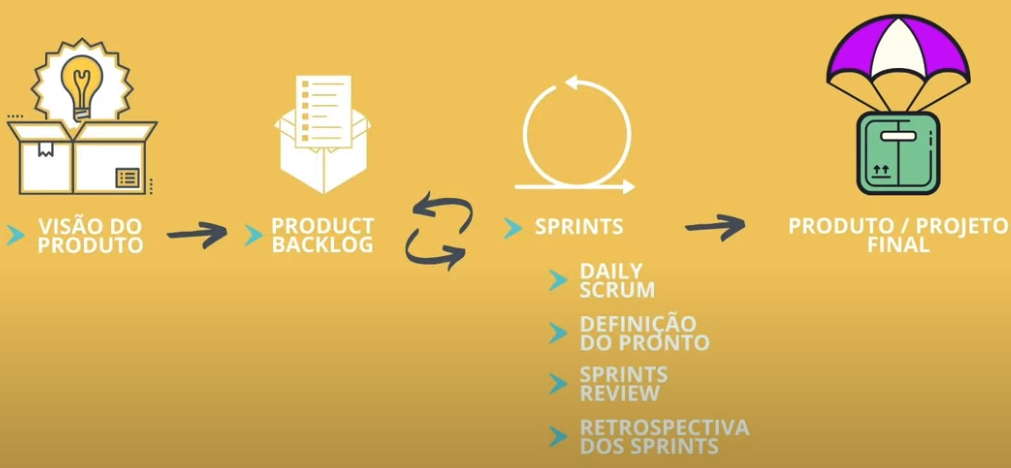 VISÃO DO
PRODUTO
PRODUCT
BACKLOG
SPRINTS
DAILY
SCRUM
DEFINIÇÃO
DO PRONTO
SPRINTS
REVIEW
RETROSPECTIVA
DOS SPRINTS
PRODUTO / PROJETO
FINAL